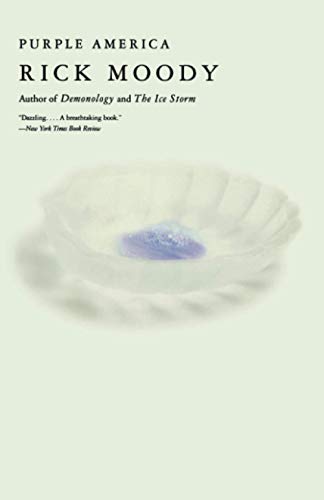 PURPLE AMERICA
RICK MOODY
Author of Demonology and The Ice Storm
“Dazzling. . . . A breathtaking book.”
—New York Times Book Review